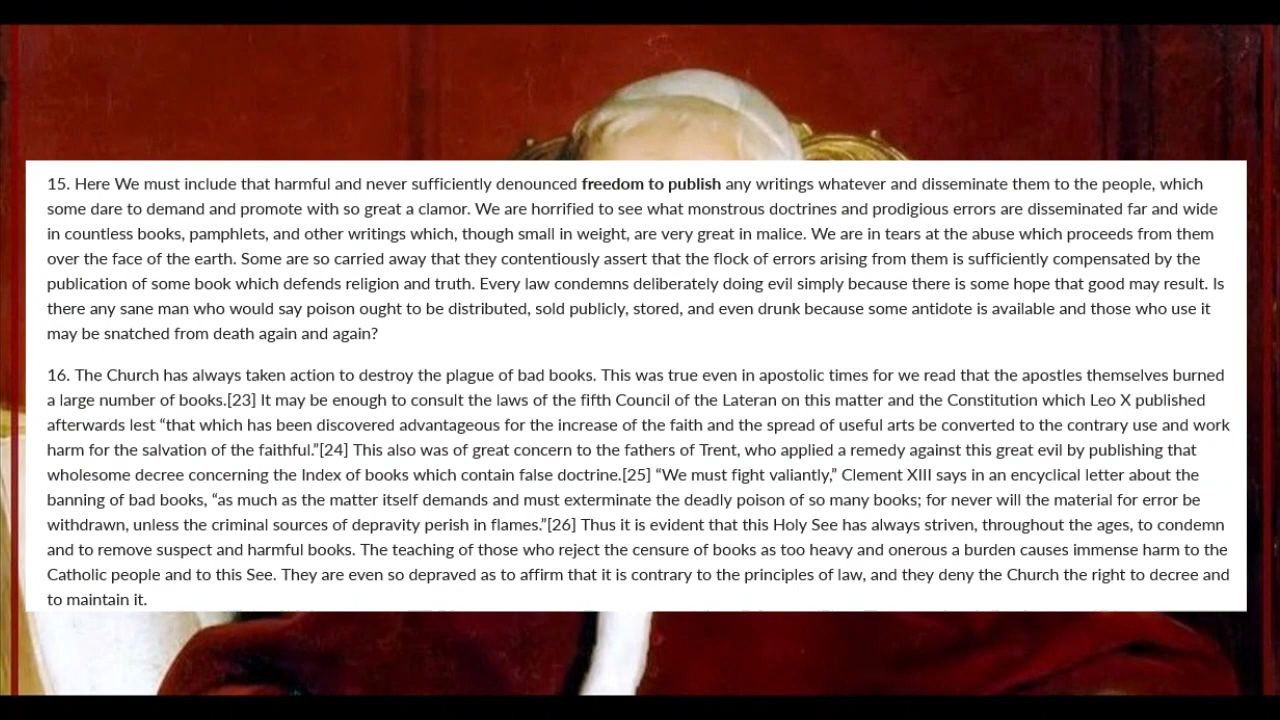 15. Here We must include that harmful and never sufficiently denounced freedom to publish any writings whatever and disseminate them to the people, which
some dare to demand and promote with so great a clamor. We are horrified to see what monstrous doctrines and prodigious errors are disseminated far and wide
in countless books, pamphlets, and other writings which, though small in weight, are very great in malice. We are in tears at the abuse which proceeds from them
over the face of the earth. Some are so carried away that they contentiously assert that the flock of errors arising from them is sufficiently compensated by the
publication of some book which defends religion and truth. Every law condemns deliberately doing evil simply because there is some hope that good may result. Is
there any sane man who would say poison ought to be distributed, sold publicly, stored, and even drunk because some antidote is available and those who use it
may be snatched from death again and again?
16. The Church has always taken action to destroy the plague of bad books. This was true even in apostolic times for we read that the apostles themselves burned
a large number of books.[23] It may be enough to consult the laws of the fifth Council of the Lateran on this matter and the Constitution which Leo X published
afterwards lest “that which has been discovered advantageous for the increase of the faith and the spread of useful arts be converted to the contrary use and work
harm for the salvation of the faithful.”[24] This also was of great concern to the fathers of Trent, who applied a remedy against this great evil by publishing that
wholesome decree concerning the Index of books which contain false doctrine.[25] “We must fight valiantly,” Clement XIII says in an encyclical letter about the
banning of bad books, “as much as the matter itself demands and must exterminate the deadly poison of so many books; for never will the material for error be
withdrawn, unless the criminal sources of depravity perish in flames.”[26] Thus it is evident that this Holy See has always striven, throughout the ages, to condemn
and to remove suspect and harmful books. The teaching of those who reject the censure of books as too heavy and onerous a burden causes immense harm to the
Catholic people and to this See. They are even so depraved as to affirm that it is contrary to the principles of law, and they deny the Church the right to decree and
to maintain it.